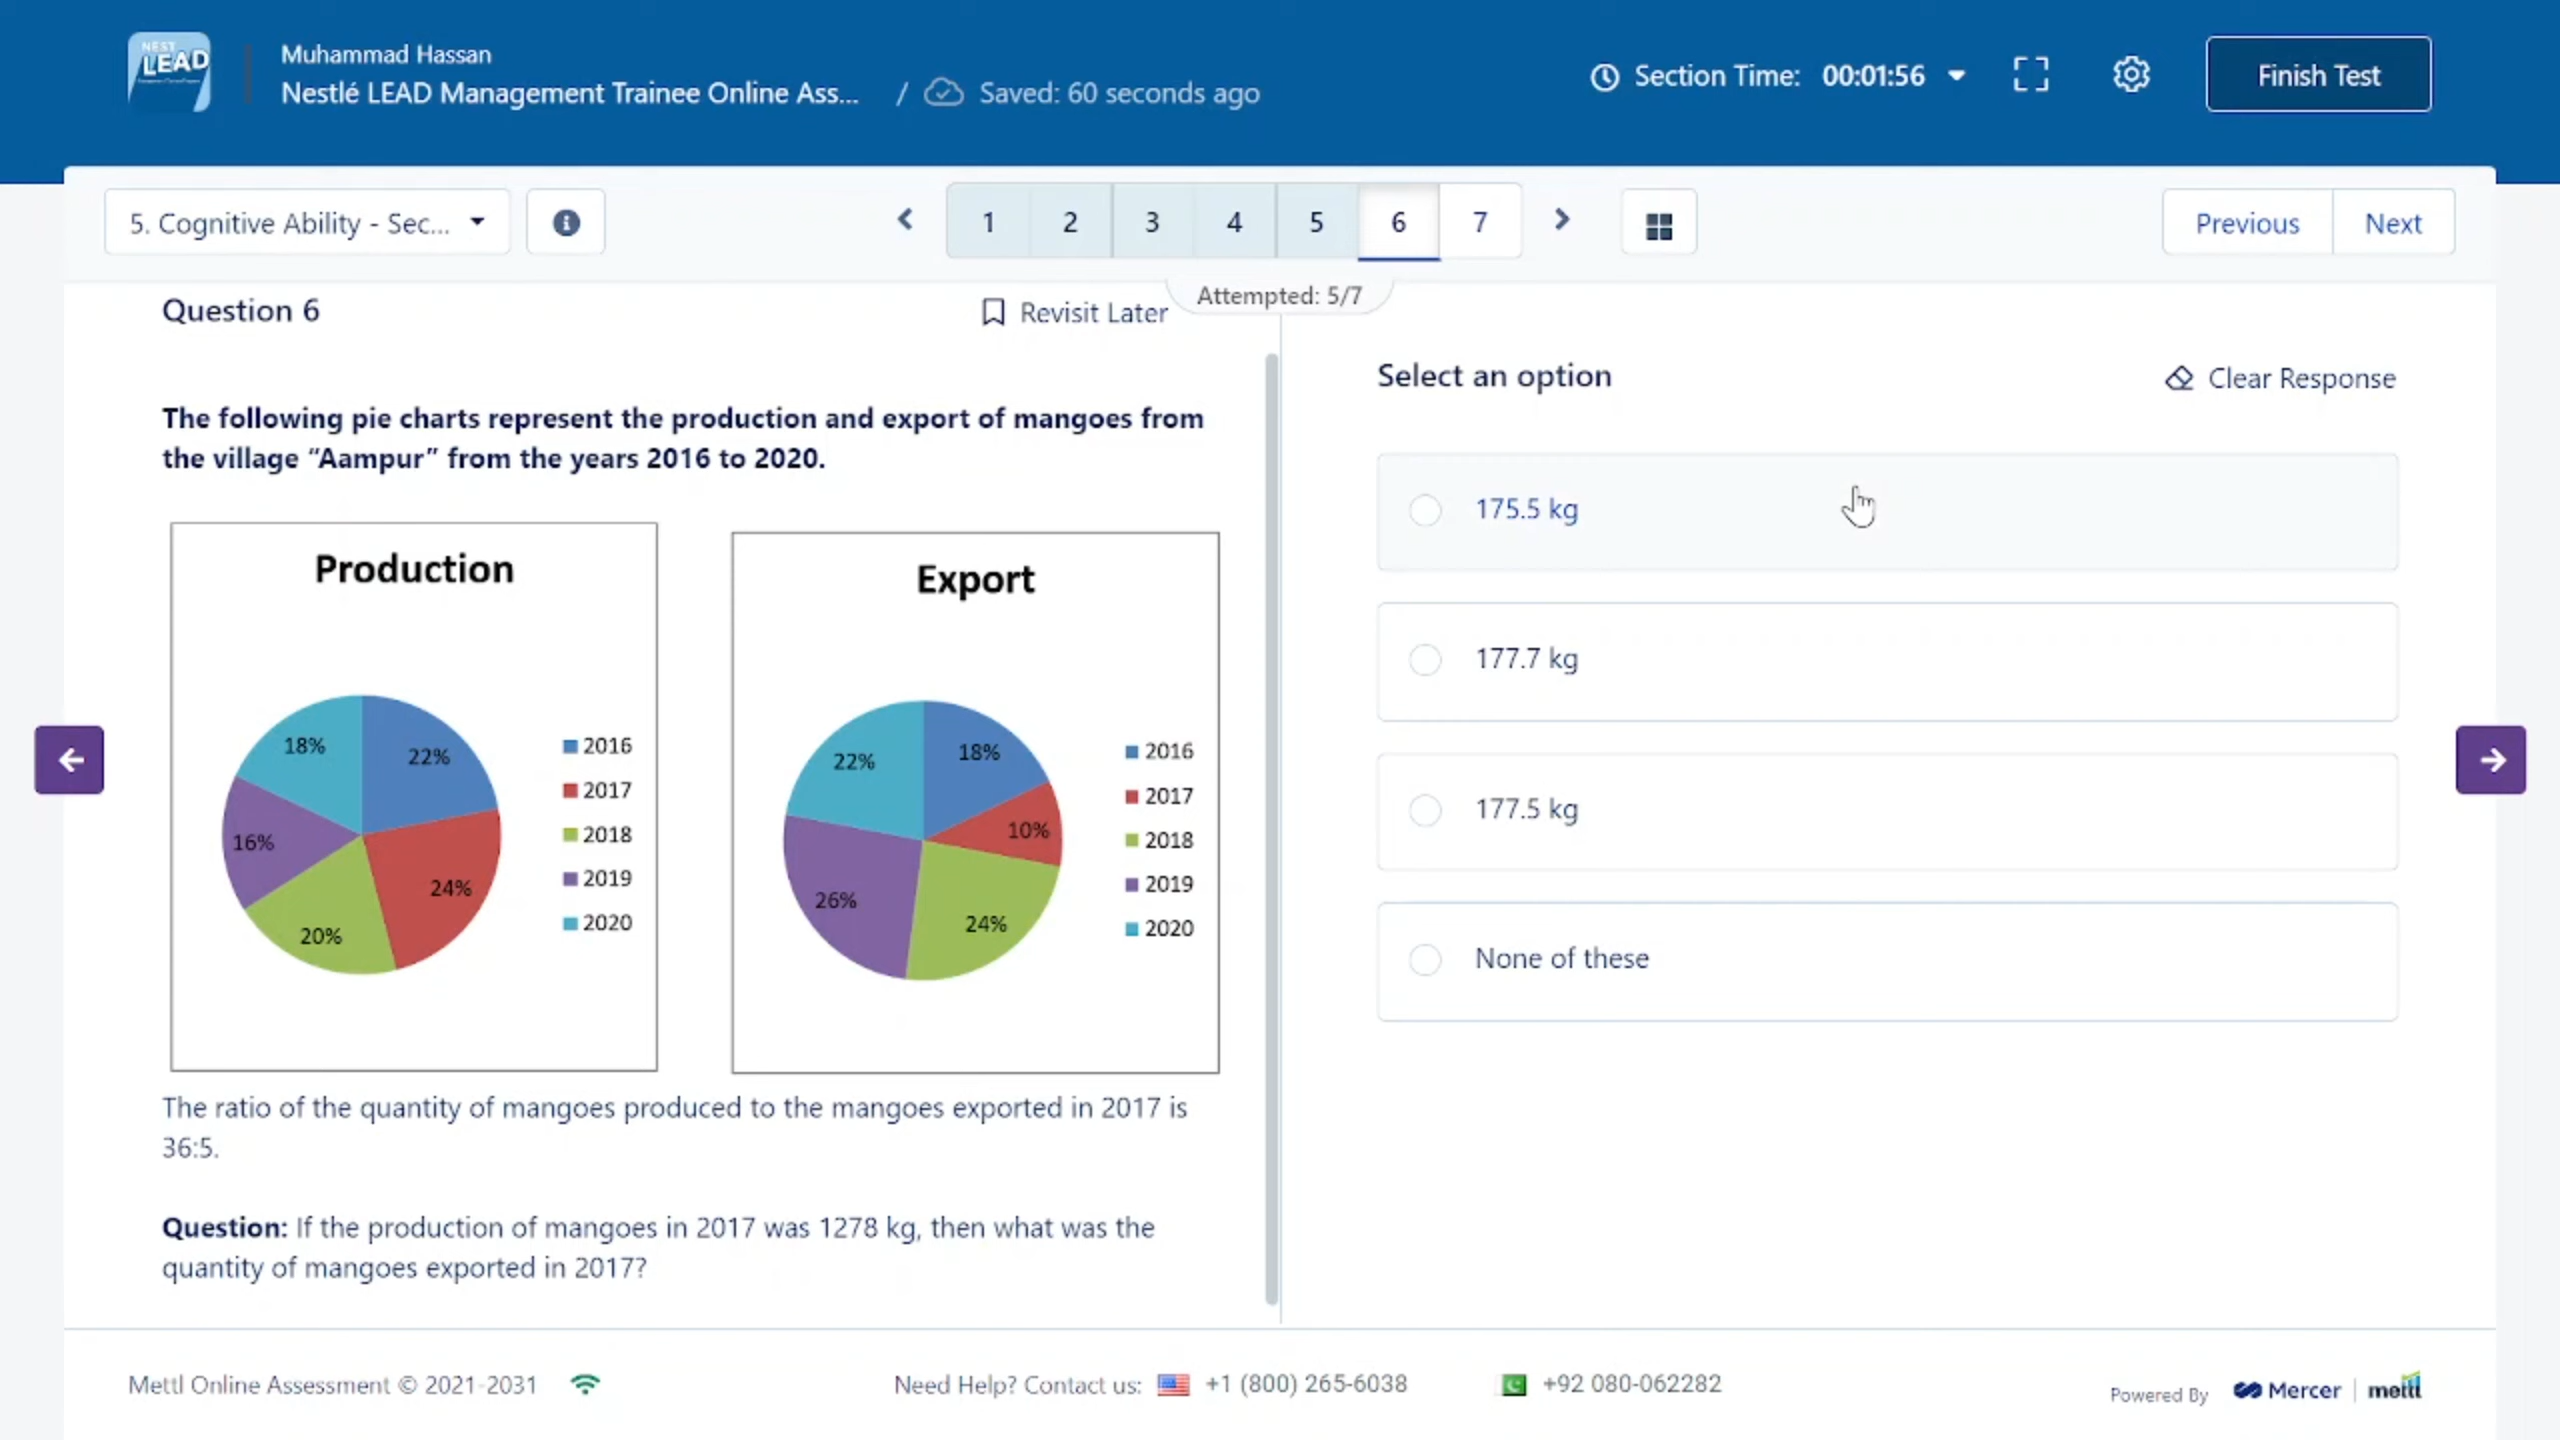 NEST
LEAD
Muhammad Hassan
Nestlé LEAD Management Trainee Online Ass...
/ Saved: 60 seconds ago
Section Time: 00:01:56
Finish Test
5. Cognitive Ability - Sec...
1 2 3 4 5 6 7
Previous
Next
Attempted: 5/7
Question 6
Revisit Later
The following pie charts represent the production and export of mangoes from
the village “Aampur” from the years 2016 to 2020.
Production
18%
22%
16%
24%
20%
2016
2017
2018
2019
2020
Export
22%
18%
10%
26%
24%
2016
2017
2018
2019
2020
The ratio of the quantity of mangoes produced to the mangoes exported in 2017 is
36:5.
Question: If the production of mangoes in 2017 was 1278 kg, then what was the
quantity of mangoes exported in 2017?
Select an option
Clear Response
175.5 kg
177.7 kg
177.5 kg
None of these
Mettl Online Assessment © 2021-2031
Need Help? Contact us: +1 (800) 265-6038 +92 080-062282
Powered By Mercer | mettl